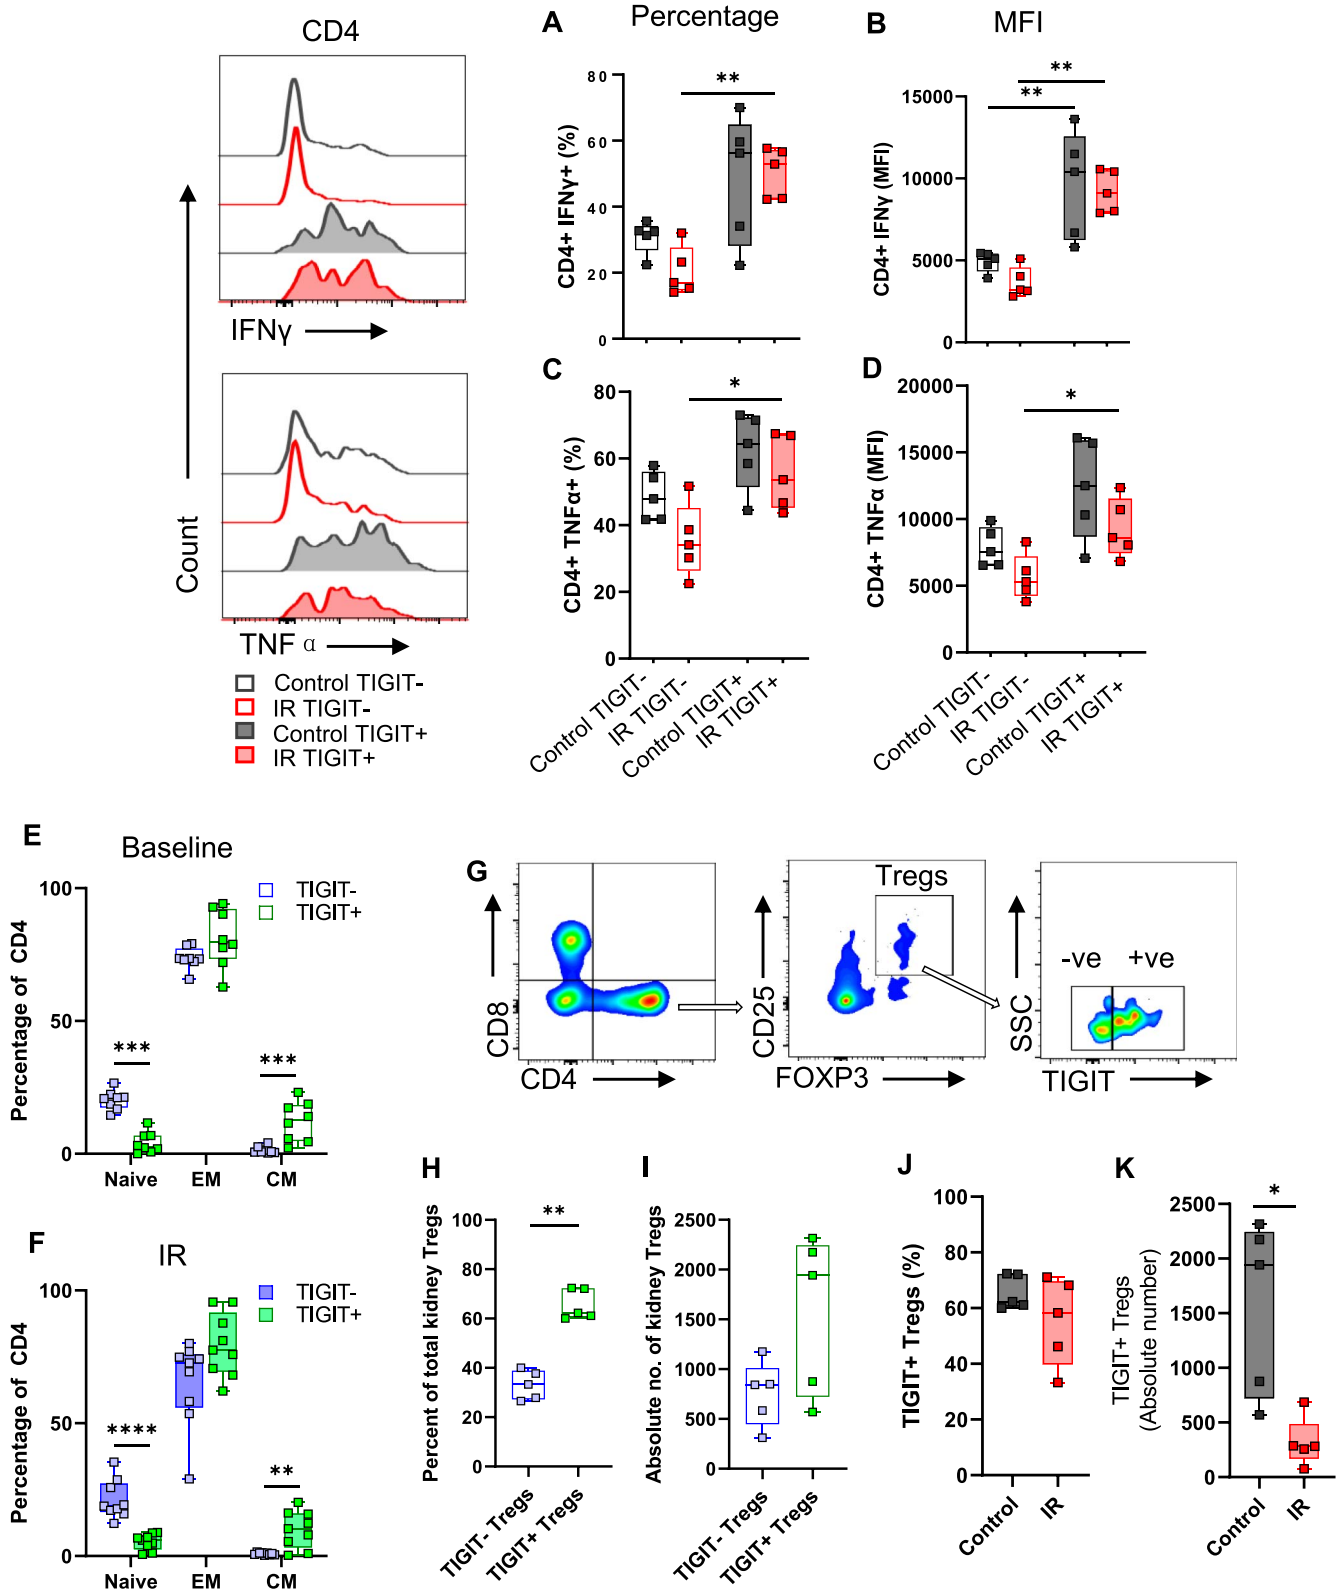 CD4
IFNγ
TNF α
Count
Control TIGIT-
IR TIGIT-
Control TIGIT+
IR TIGIT+
A
Percentage
CD4+ IFNγ+ (%)
80
60
40
20
0
**
B
MFI
CD4+ IFNγ (MFI)
15000
10000
5000
0
**
**
C
CD4+ TNFα+ (%)
80
60
40
20
0
*
Control TIGIT-
IR TIGIT-
Control TIGIT+
IR TIGIT+
D
CD4+ TNFα (MFI)
20000
15000
10000
5000
0
*
Control TIGIT-
IR TIGIT-
Control TIGIT+
IR TIGIT+
E
Baseline
Percentage of CD4
100
50
0
TIGIT-
TIGIT+
***
***
Naive EM CM
F
IR
Percentage of CD4
100
50
0
TIGIT-
TIGIT+
****
**
Naive EM CM
G
CD8
CD4
Tregs
CD25
FOXP3
-ve +ve
SSC
TIGIT
H
Percent of total kidney Tregs
100
80
60
40
20
0
**
TIGIT- Tregs
TIGIT+ Tregs
I
Absolute no. of kidney Tregs
2500
2000
1500
1000
500
0
TIGIT- Tregs
TIGIT+ Tregs
J
TIGIT+ Tregs (%)
100
80
60
40
20
0
Control
IR
K
TIGIT+ Tregs
(Absolute number)
2500
2000
1500
1000
500
0
*
Control
IR